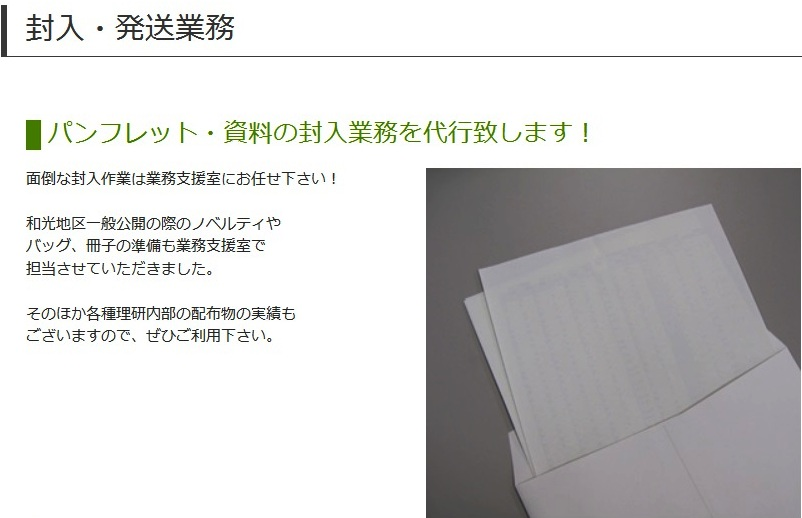 封入・発送業務
パンフレット・資料の封入業務を代行致します！
面倒な封入作業は業務支援室にお任せ下さい！
和光地区一般公開の際のノベルティや
バッグ、冊子の準備も業務支援室で
担当させていただきました。
そのほか各種理研内部の配布物の実績も
ございますので、ぜひご利用下さい。